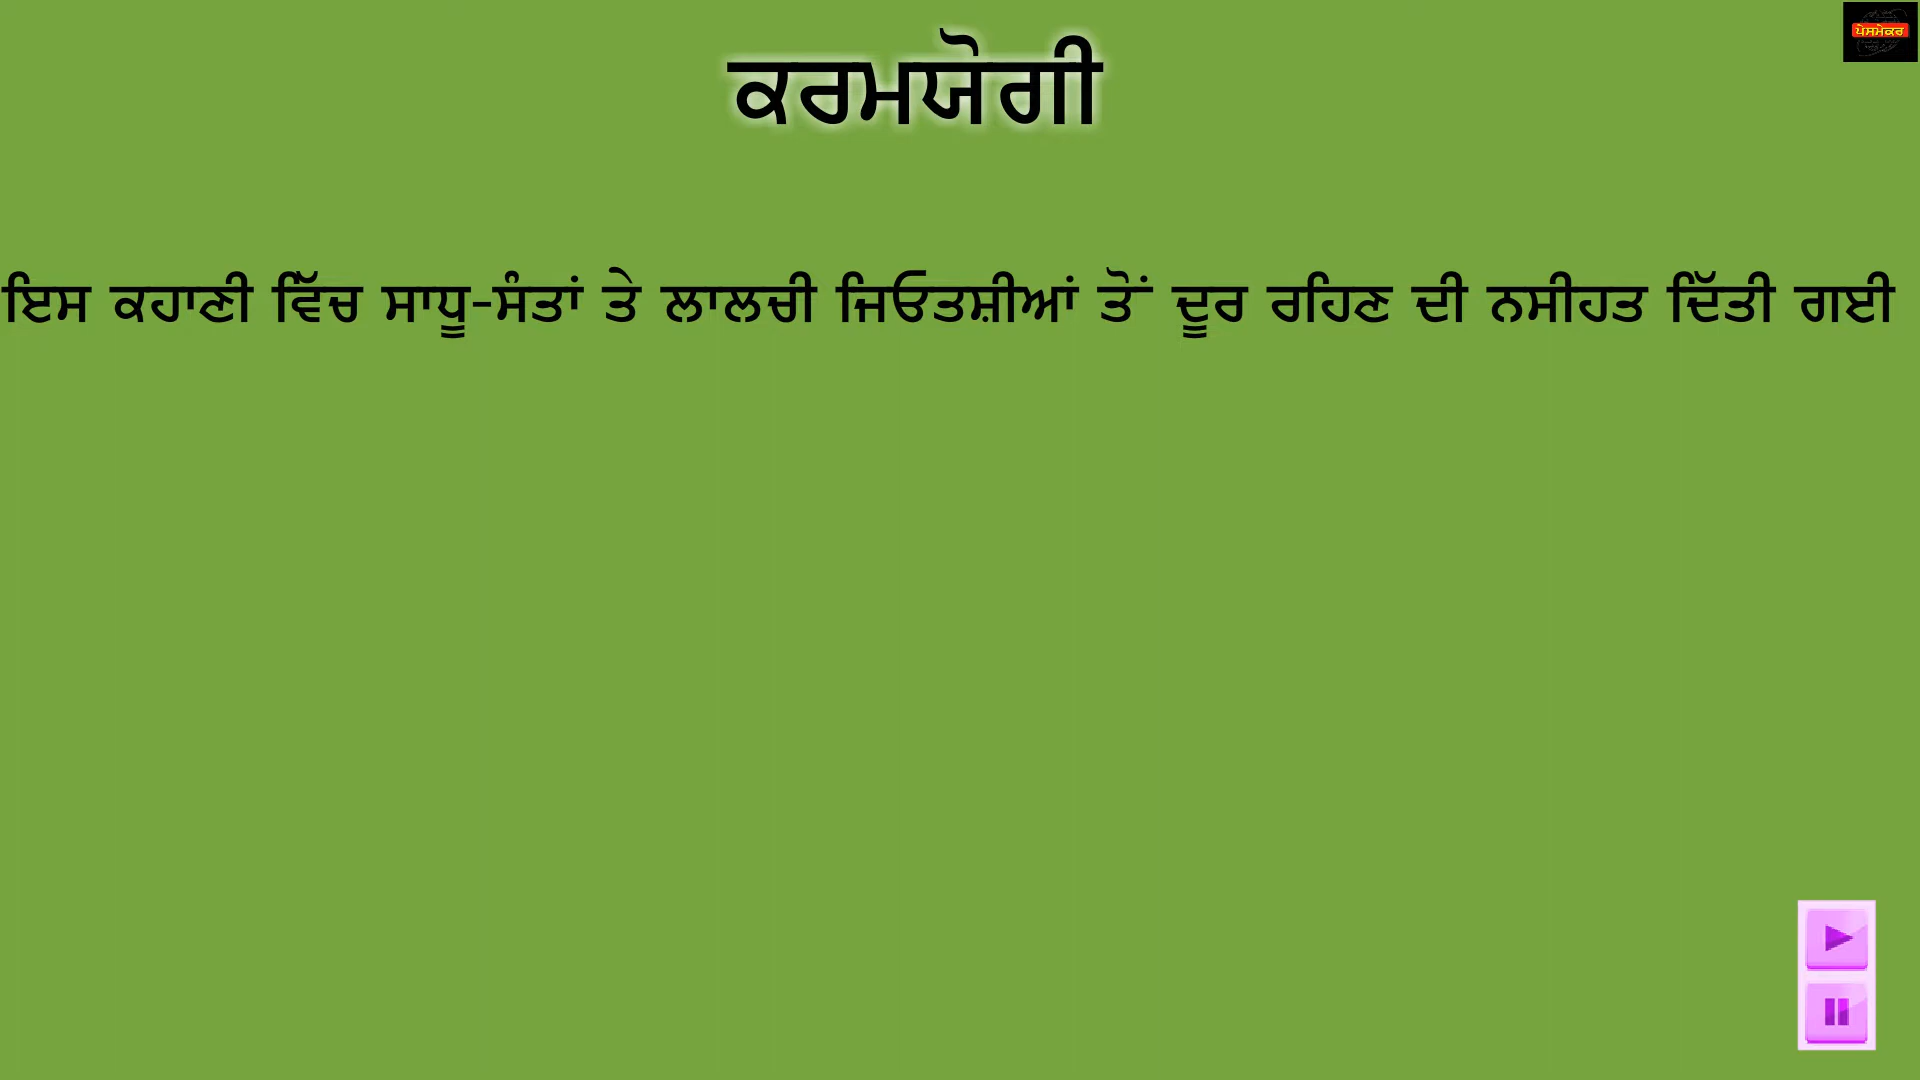 ਪੇਸਮੇਕਰ
ਕਰਮਯੋਗੀ
ਇਸ ਕਹਾਣੀ ਵਿੱਚ ਸਾਧੂ-ਸੰਤਾਂ ਤੇ ਲਾਲਚੀ ਜਿਓਤਸ਼ੀਆਂ ਤੋਂ ਦੂਰ ਰਹਿਣ ਦੀ ਨਸੀਹਤ ਦਿੱਤੀ ਗਈ